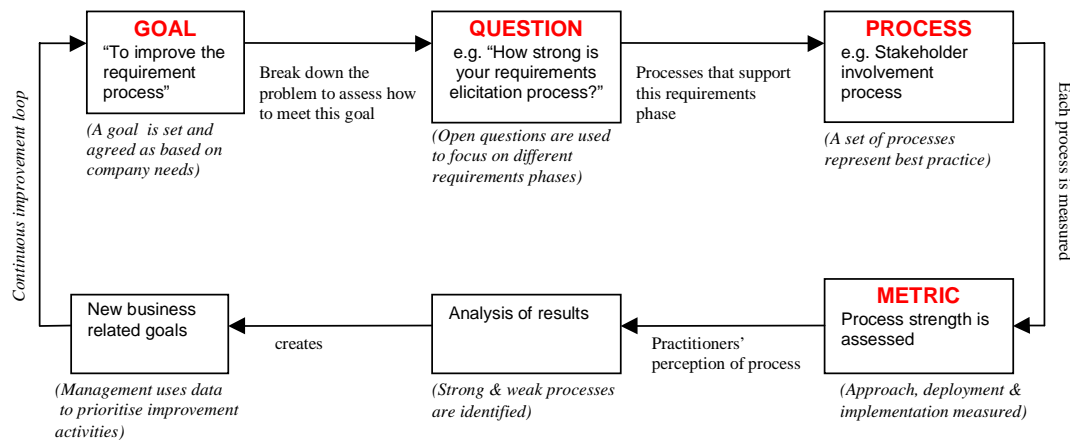 GOAL
“To improve the
requirement
process”
(A goal is set and
agreed as based on
company needs)
Break down the
problem to assess how
to meet this goal
QUESTION
e.g. “How strong is
your requirements
elicitation process?”
(Open questions are used
to focus on different
requirements phases)
Processes that support
this requirements
phase
PROCESS
e.g. Stakeholder
involvement
process
(A set of processes
represent best practice)
Each process is measured
METRIC
Process strength is
assessed
(Approach, deployment &
implementation measured)
Practitioners’
perception of process
Analysis of results
(Strong & weak processes
are identified)
creates
New business
related goals
(Management uses data
to prioritise improvement
activities)
Continuous improvement loop